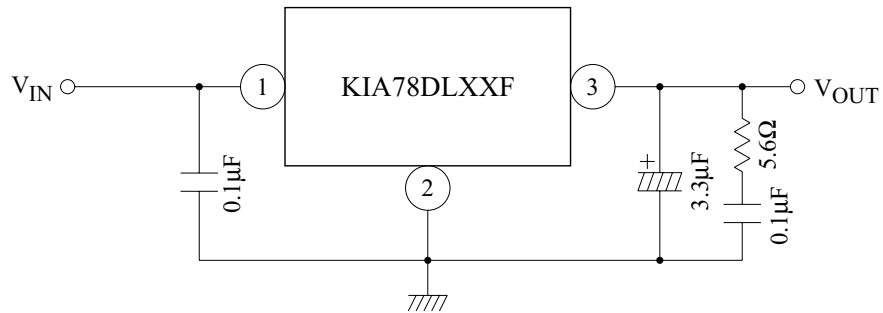 V_IN
1
KIA78DLXXF
3
V_OUT
2
0.1μF
+
3.3μF
5.6Ω
0.1μF